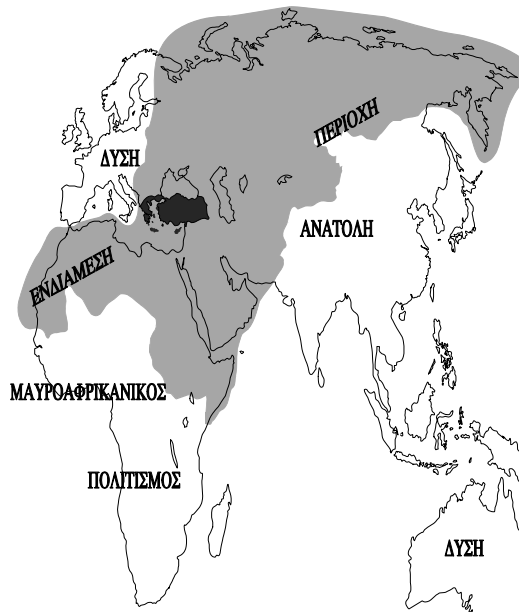 ΠΕΡΙΟΧΗ
ΔΥΣΗ
ΑΝΑΤΟΛΗ
ΕΝΔΙΑΜΕΣΗ
ΜΑΥΡΟΑΦΡΙΚΑΝΙΚΟΣ
ΠΟΛΙΤΙΣΜΟΣ
ΔΥΣΗ